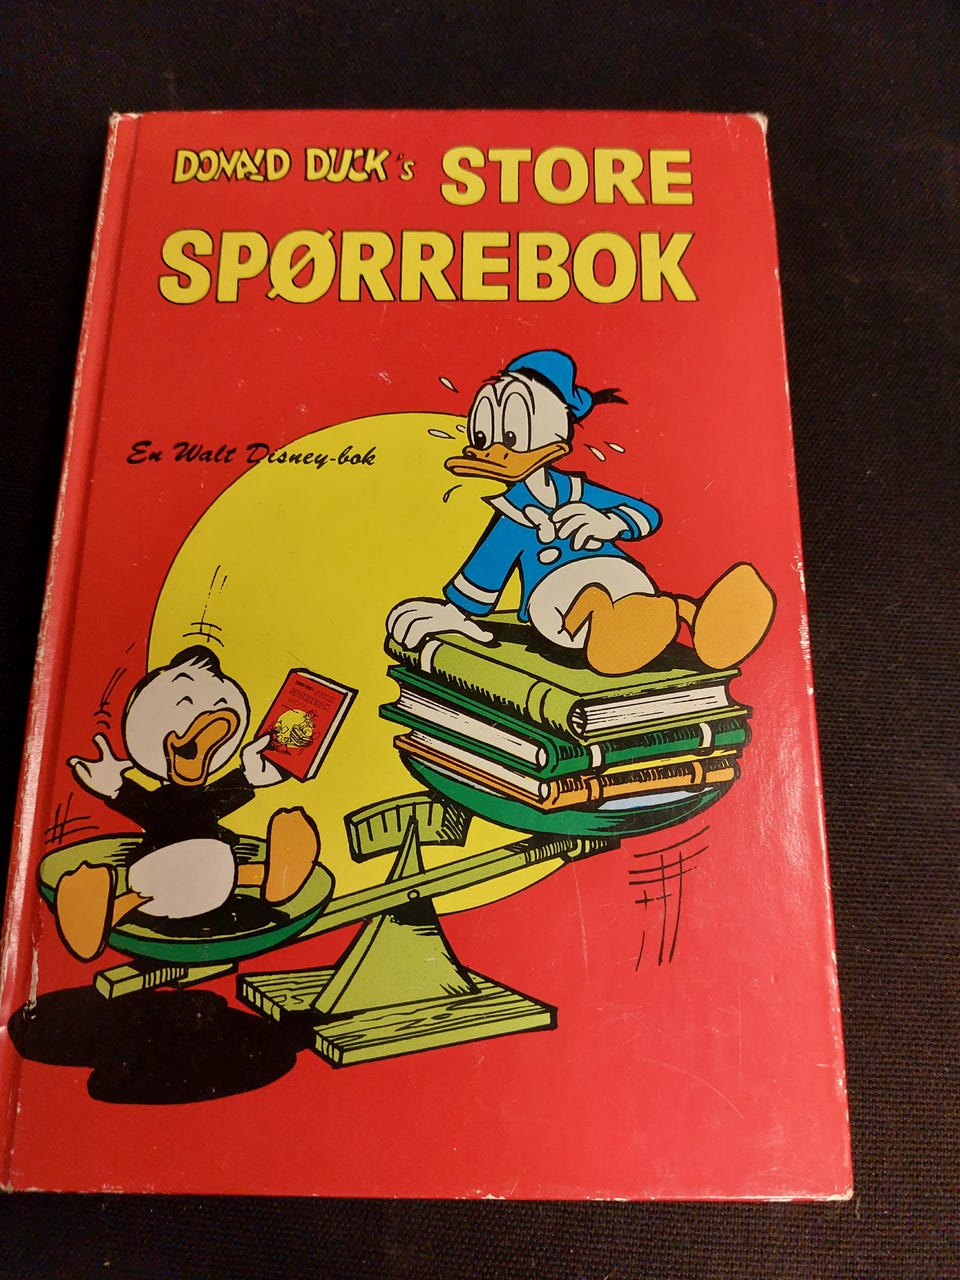 DONALD DUCK's STORE
SPØRREBOK
En Walt Disney-bok